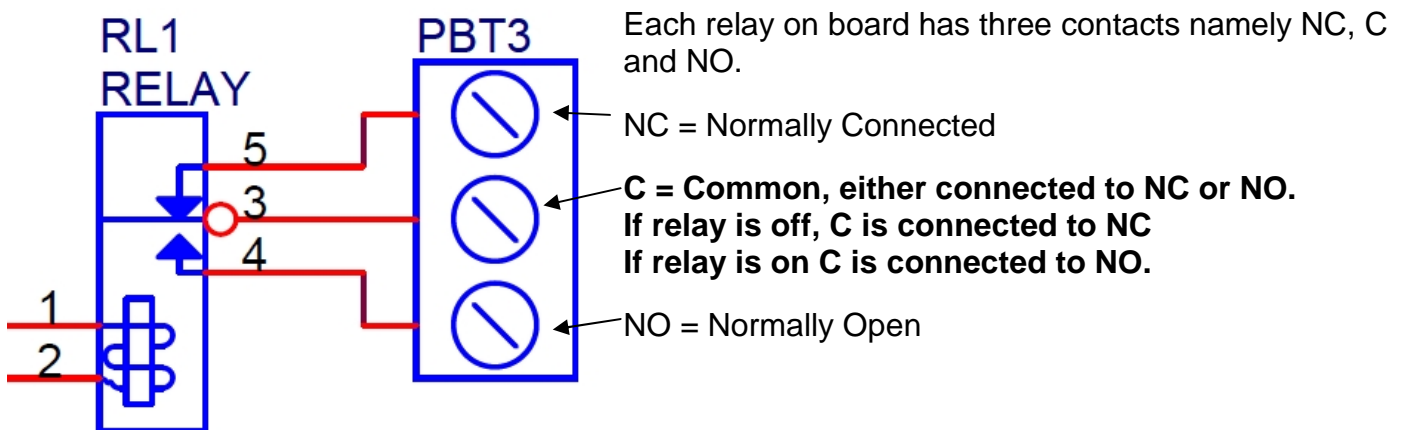 RL1
RELAY
5
3
4
1
2
PBT3
Each relay on board has three contacts namely NC, C
and NO.
NC = Normally Connected
C = Common, either connected to NC or NO.
If relay is off, C is connected to NC
If relay is on C is connected to NO.
NO = Normally Open